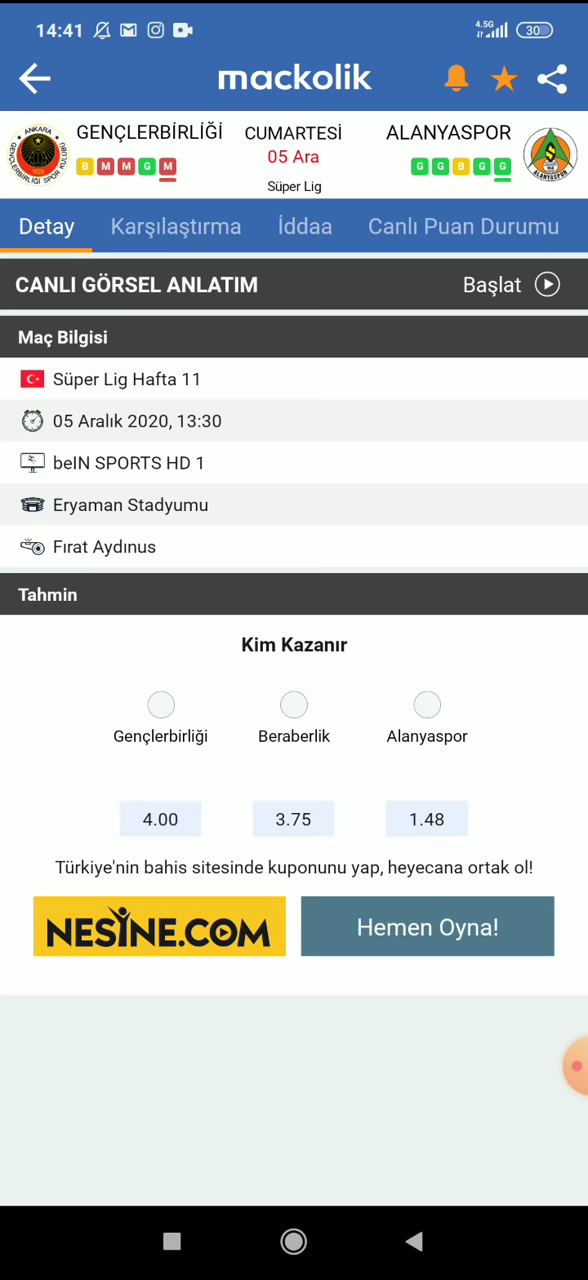 14:41 4.5G 30
mackolik
GENÇLERBİRLİĞİ CUMARTESİ ALANYASPOR
B M M G M 05 Ara G G B G G
Süper Lig
Detay Karşılaştırma İddaa Canlı Puan Durumu
CANLI GÖRSEL ANLATIM Başlat
Maç Bilgisi
Süper Lig Hafta 11
05 Aralık 2020, 13:30
beIN SPORTS HD 1
Eryaman Stadyumu
Fırat Aydınus
Tahmin
Kim Kazanır
Gençlerbirliği Beraberlik Alanyaspor
4.00 3.75 1.48
Türkiye'nin bahis sitesinde kuponunu yap, heyecana ortak ol!
NESİNE.COM Hemen Oyna!